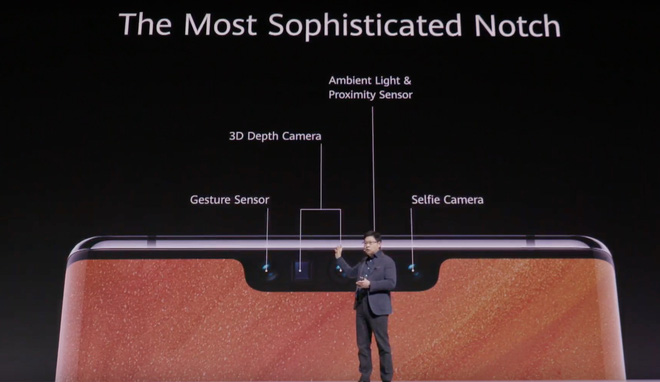 The Most Sophisticated Notch
Ambient Light &
Proximity Sensor
3D Depth Camera
Gesture Sensor
Selfie Camera